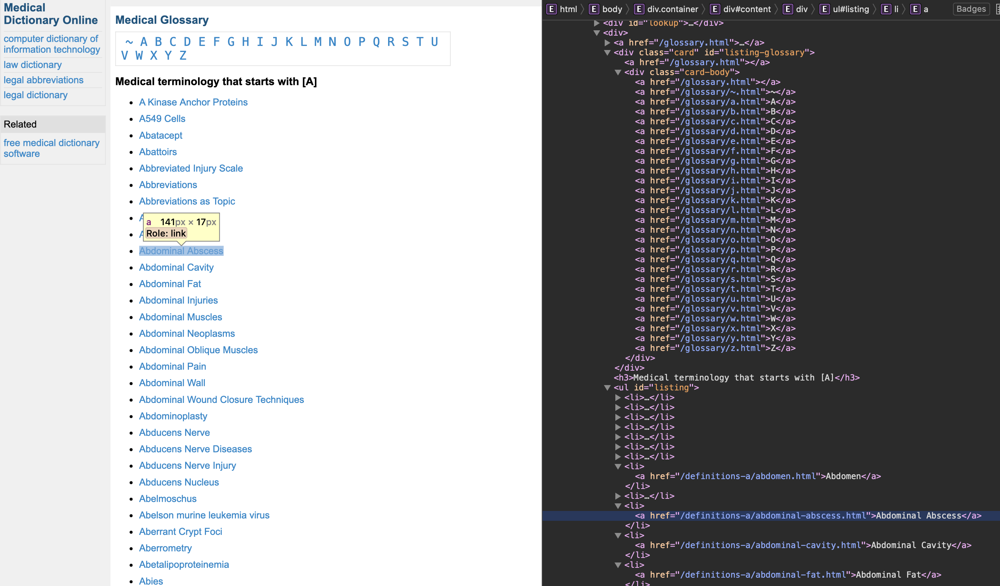 Medical
Dictionary Online
computer dictionary of
information technology
law dictionary
legal abbreviations
legal dictionary
Related
free medical dictionary
software
Medical Glossary
~ A B C D E F G H I J K L M N O P Q R S T U
V W X Y Z
Medical terminology that starts with [A]
A Kinase Anchor Proteins
A549 Cells
Abatacept
Abattoirs
Abbreviated Injury Scale
Abbreviations
Abbreviations as Topic
A
a 141px × 17px
A
Role: link
Abdominal Abscess
Abdominal Cavity
Abdominal Fat
Abdominal Injuries
Abdominal Muscles
Abdominal Neoplasms
Abdominal Oblique Muscles
Abdominal Pain
Abdominal Wall
Abdominal Wound Closure Techniques
Abdominoplasty
Abducens Nerve
Abducens Nerve Diseases
Abducens Nerve Injury
Abducens Nucleus
Abelmoschus
Abelson murine leukemia virus
Aberrant Crypt Foci
Aberrometry
Abetalipoproteinemia
Abies
E html E body E div.container E div#content E div E ul#listing E li E a Badges
<div id="lookup">…</div>
<div>
<a href="/glossary.html">…</a>
<div class="card" id="listing-glossary">
<a href="/glossary.html"></a>
<div class="card-body">
<a href="/glossary.html"></a>
<a href="/glossary/~.html">~</a>
<a href="/glossary/a.html">A</a>
<a href="/glossary/b.html">B</a>
<a href="/glossary/c.html">C</a>
<a href="/glossary/d.html">D</a>
<a href="/glossary/e.html">E</a>
<a href="/glossary/f.html">F</a>
<a href="/glossary/g.html">G</a>
<a href="/glossary/h.html">H</a>
<a href="/glossary/i.html">I</a>
<a href="/glossary/j.html">J</a>
<a href="/glossary/k.html">K</a>
<a href="/glossary/l.html">L</a>
<a href="/glossary/m.html">M</a>
<a href="/glossary/n.html">N</a>
<a href="/glossary/o.html">O</a>
<a href="/glossary/p.html">P</a>
<a href="/glossary/q.html">Q</a>
<a href="/glossary/r.html">R</a>
<a href="/glossary/s.html">S</a>
<a href="/glossary/t.html">T</a>
<a href="/glossary/u.html">U</a>
<a href="/glossary/v.html">V</a>
<a href="/glossary/w.html">W</a>
<a href="/glossary/x.html">X</a>
<a href="/glossary/y.html">Y</a>
<a href="/glossary/z.html">Z</a>
</div>
</div>
<h3>Medical terminology that starts with [A]</h3>
<ul id="listing">
<li>…</li>
<li>…</li>
<li>…</li>
<li>…</li>
<li>…</li>
<li>…</li>
<li>…</li>
<li>
<a href="/definitions-a/abdomen.html">Abdomen</a>
</li>
<li>…</li>
<li>
<a href="/definitions-a/abdominal-abscess.html">Abdominal Abscess</a>
</li>
<li>
<a href="/definitions-a/abdominal-cavity.html">Abdominal Cavity</a>
</li>
<li>
<a href="/definitions-a/abdominal-fat.html">Abdominal Fat</a>
</li>